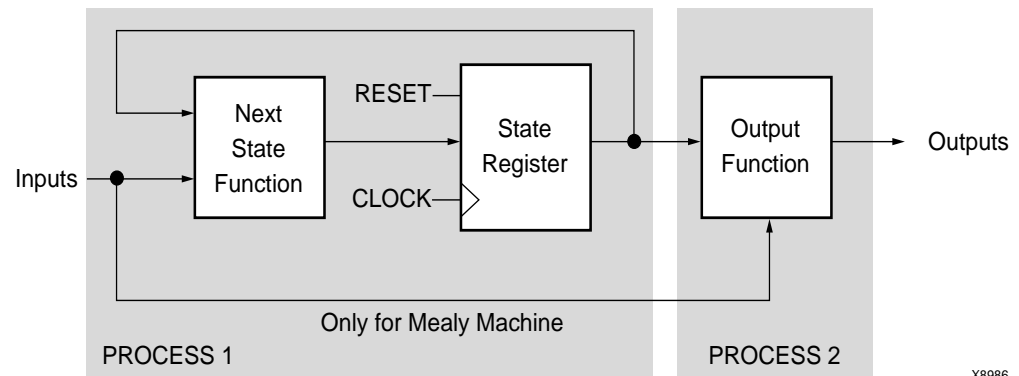 RESET
Next
State
Function
State
Register
Output
Function
Outputs
Inputs
CLOCK
Only for Mealy Machine
PROCESS 1
PROCESS 2
X8986